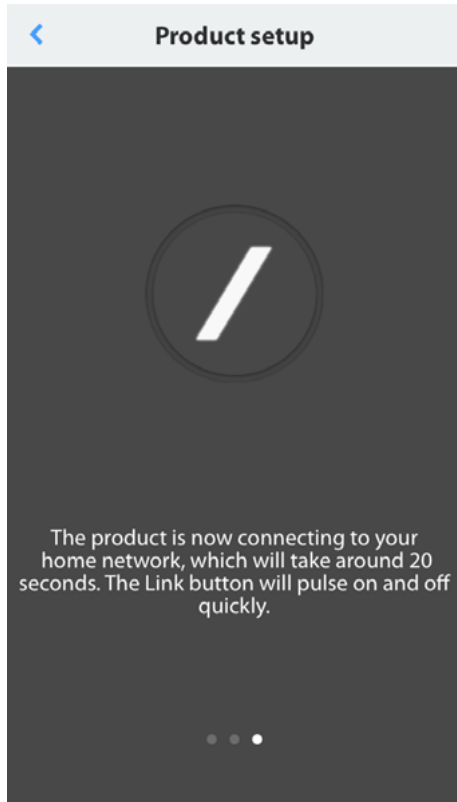 Product setup
The product is now connecting to your
home network, which will take around 20
seconds. The Link button will pulse on and off
quickly.